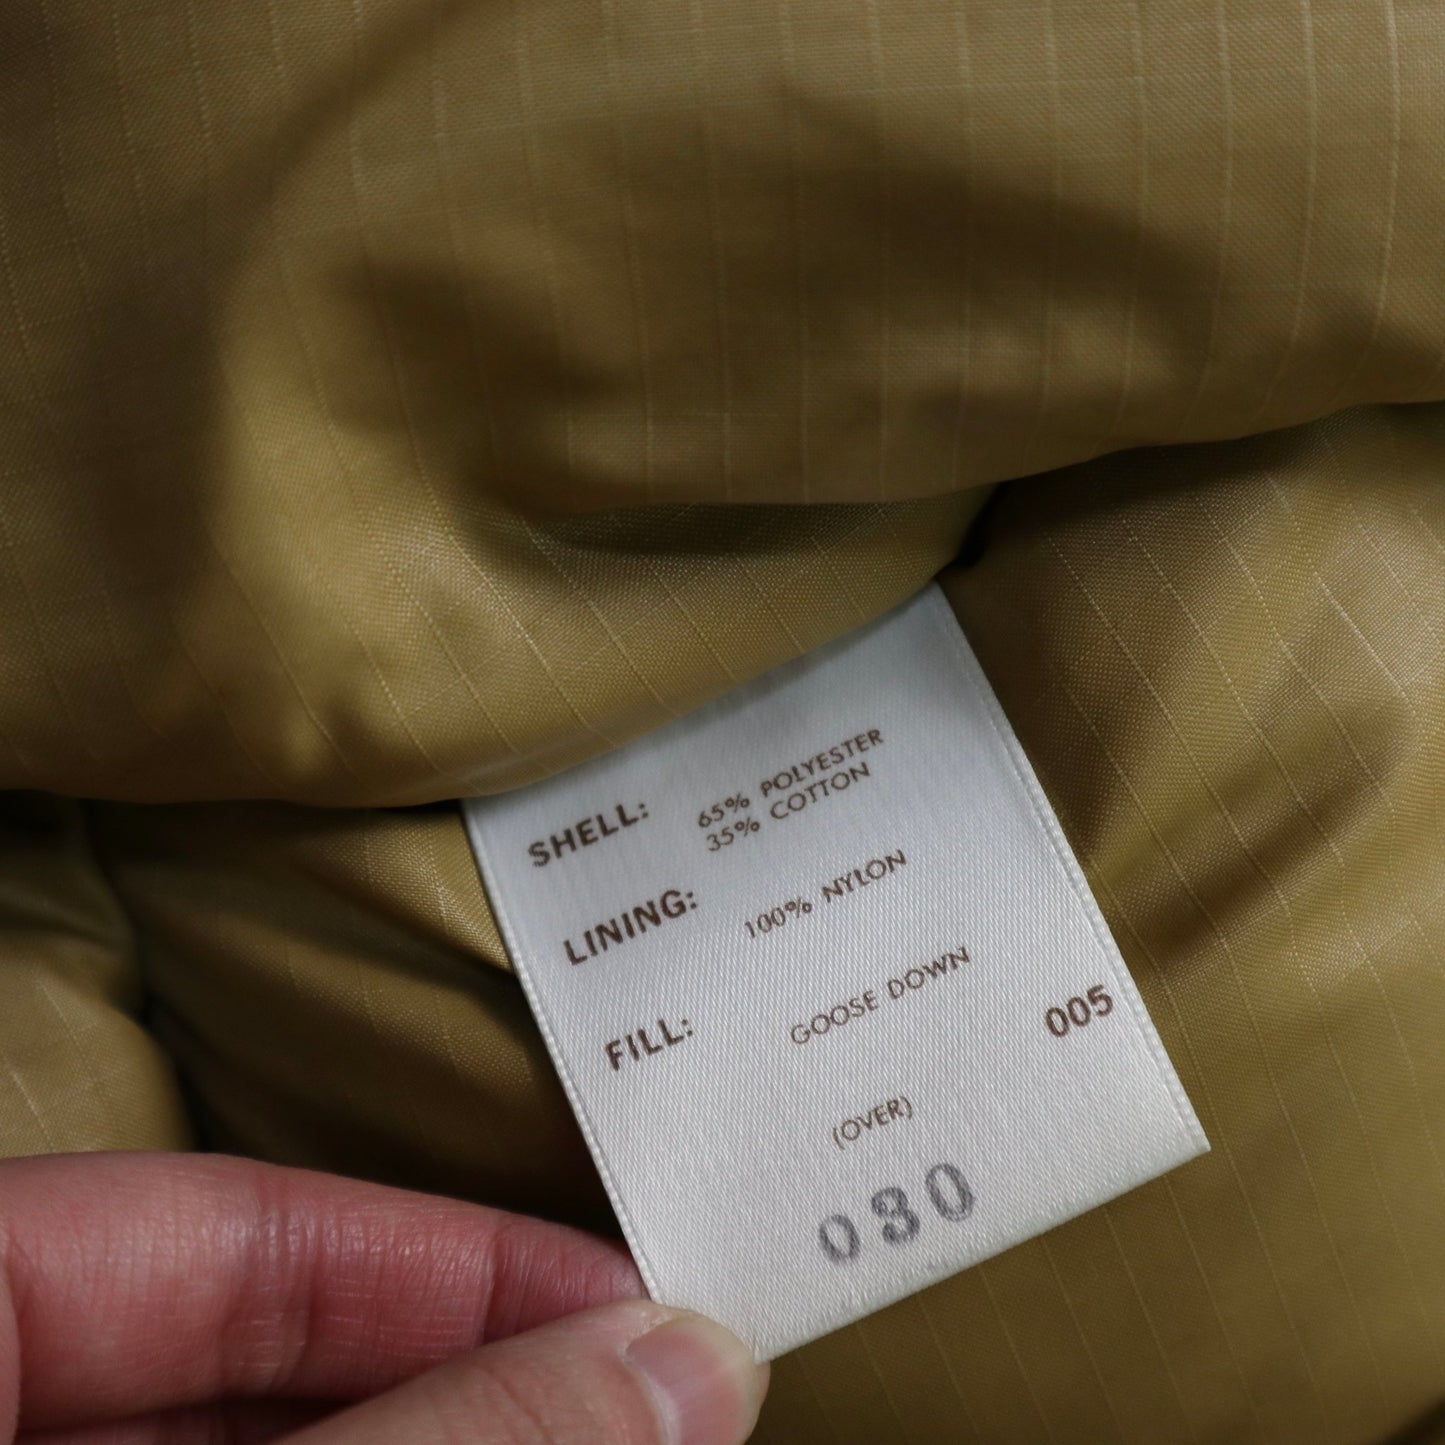 SHELL: 65% POLYESTER
35% COTTON
LINING: 100% NYLON
FILL: GOOSE DOWN
005
(OVER)
030